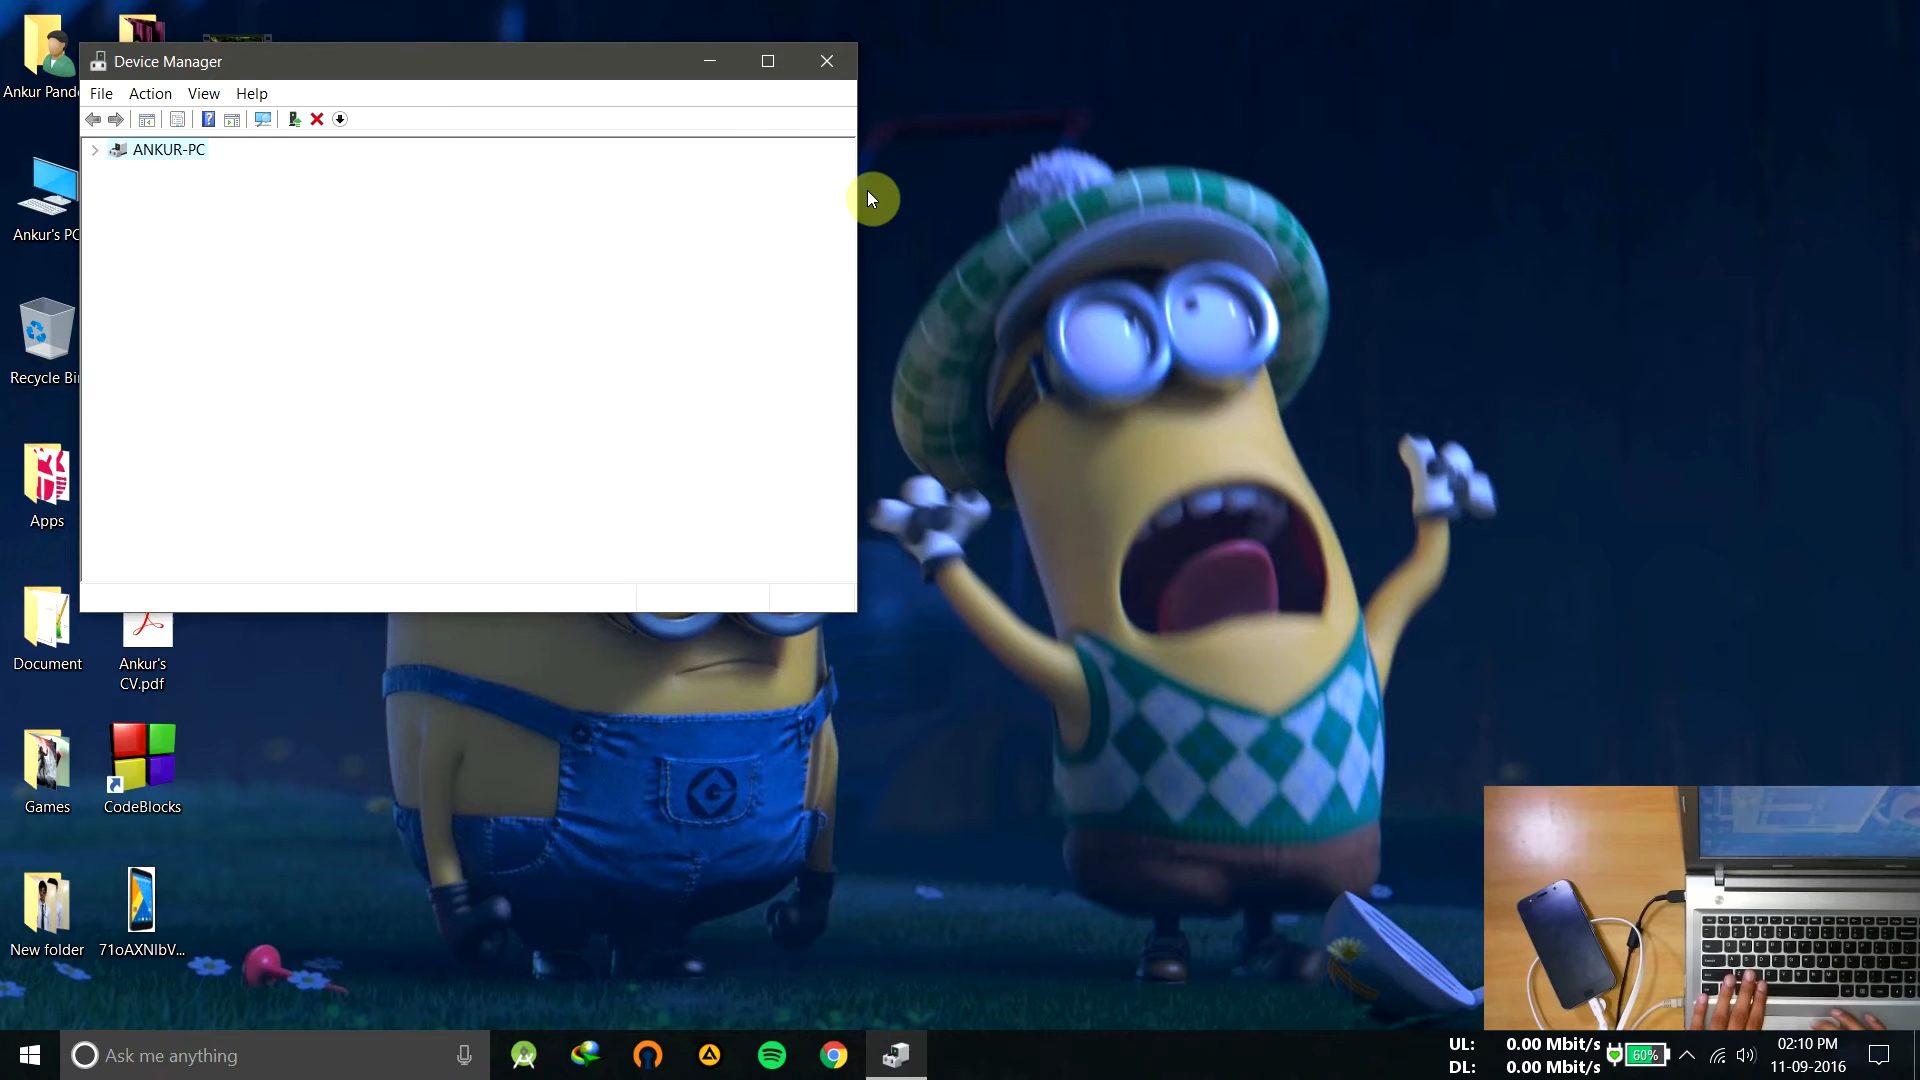 Device Manager
File Action View Help
ANKUR-PC
Ankur's PC
Apps
Document
Ankur's
CV.pdf
Games
CodeBlocks
New folder
71oAXNIbV...
Ask me anything
UL: 0.00 Mbit/s
DL: 0.00 Mbit/s
60%
02:10 PM
11-09-2016
Ankur
Recycle